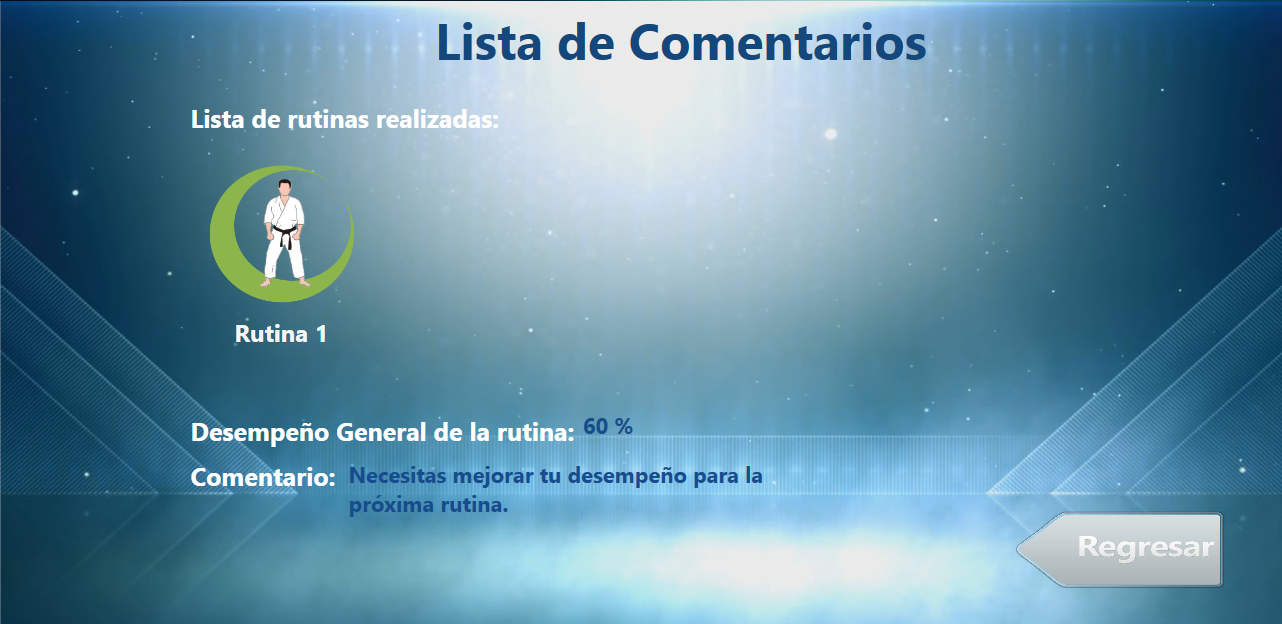 Lista de Comentarios
Lista de rutinas realizadas:
Rutina 1
Desempeño General de la rutina: 60 %
Comentario: Necesitas mejorar tu desempeño para la
próxima rutina.
Regresar